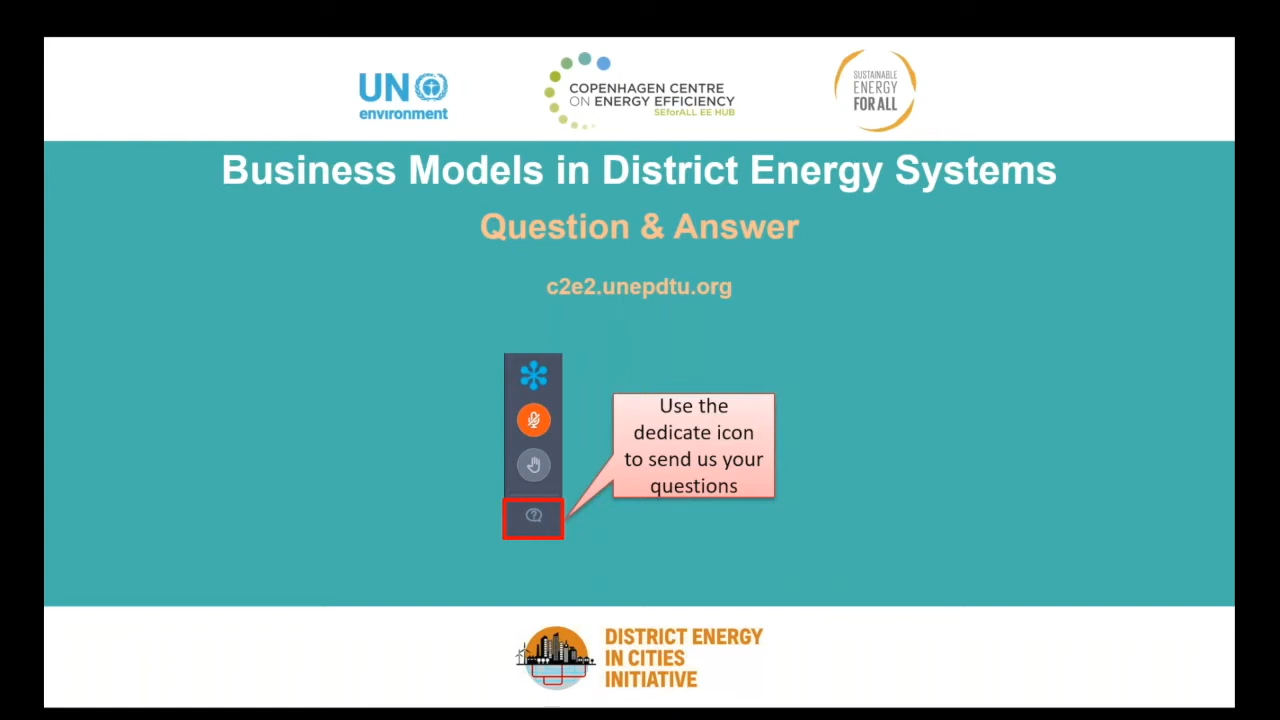 UN
environment
COPENHAGEN CENTRE
ON ENERGY EFFICIENCY
SEforALL EE HUB
SUSTAINABLE
ENERGY
FOR ALL
Business Models in District Energy Systems
Question & Answer
c2e2.unepdtu.org
Use the
dedicate icon
to send us your
questions
DISTRICT ENERGY
IN CITIES
INITIATIVE